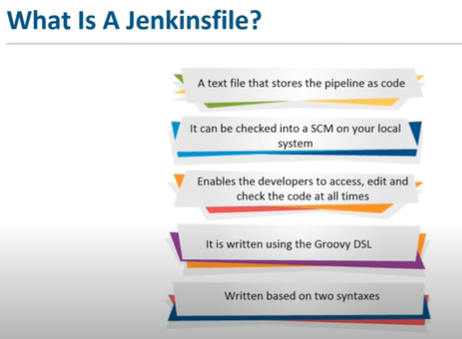 What Is A Jenkinsfile?
A text file that stores the pipeline as code
It can be checked into a SCM on your local
system
Enables the developers to access, edit and
check the code at all times
It is written using the Groovy DSL
Written based on two syntaxes